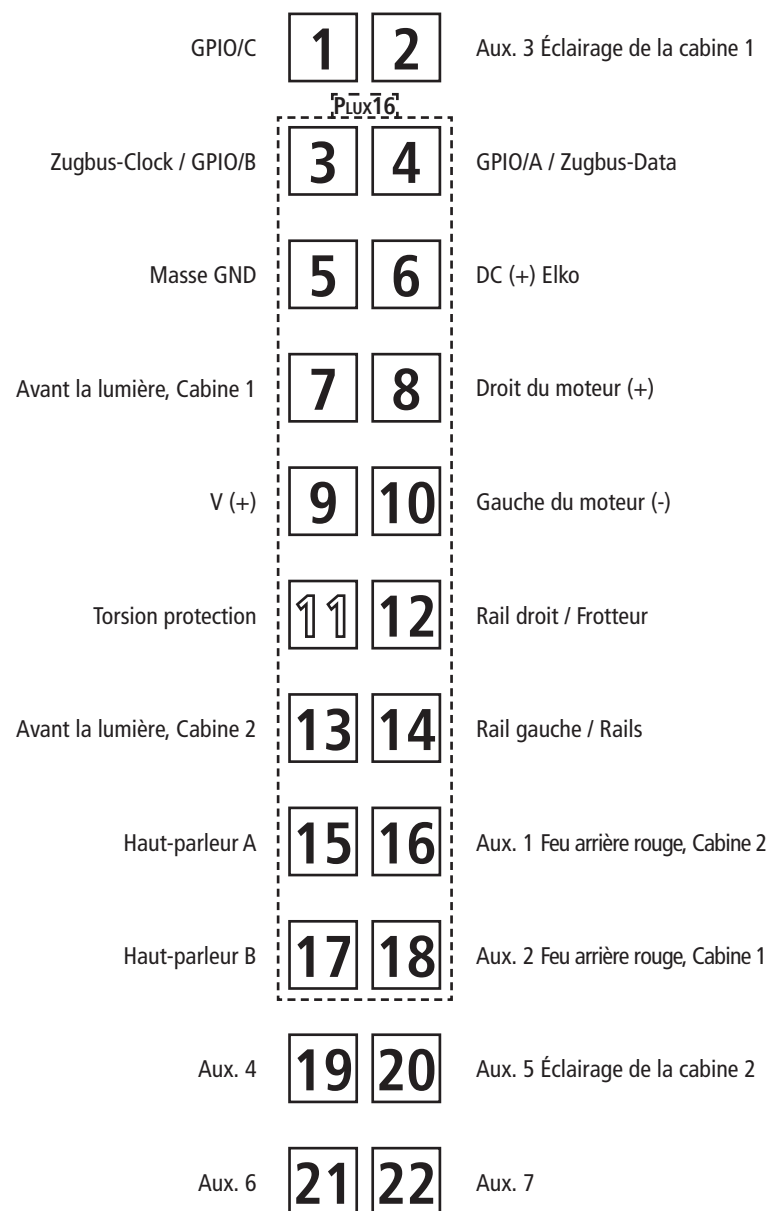 GPIO/C 1 2 Aux. 3 Éclairage de la cabine 1
PLUX16
Zugbus-Clock / GPIO/B 3 4 GPIO/A / Zugbus-Data
Masse GND 5 6 DC (+) Elko
Avant la lumière, Cabine 1 7 8 Droit du moteur (+)
V (+) 9 10 Gauche du moteur (-)
Torsion protection 11 12 Rail droit / Frotteur
Avant la lumière, Cabine 2 13 14 Rail gauche / Rails
Haut-parleur A 15 16 Aux. 1 Feu arrière rouge, Cabine 2
Haut-parleur B 17 18 Aux. 2 Feu arrière rouge, Cabine 1
Aux. 4 19 20 Aux. 5 Éclairage de la cabine 2
Aux. 6 21 22 Aux. 7